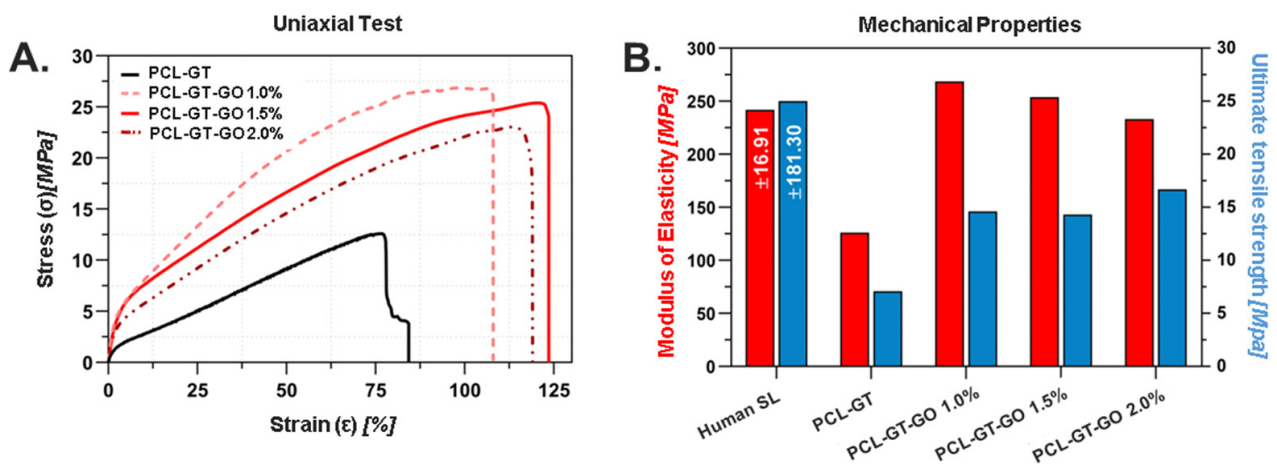 Uniaxial Test
A.
30
25
20
15
10
5
0
Stress (σ)[MPa]
PCL-GT
PCL-GT-GO 1.0%
PCL-GT-GO 1.5%
PCL-GT-GO 2.0%
0 25 50 75 100 125
Strain (ε) [%]
Mechanical Properties
B.
300
250
200
150
100
50
0
Modulus of Elasticity [MPa]
±16.91
±181.30
30
25
20
15
10
5
0
Ultimate tensile strength [Mpa]
Human SL
PCL-GT
PCL-GT-GO 1.0%
PCL-GT-GO 1.5%
PCL-GT-GO 2.0%